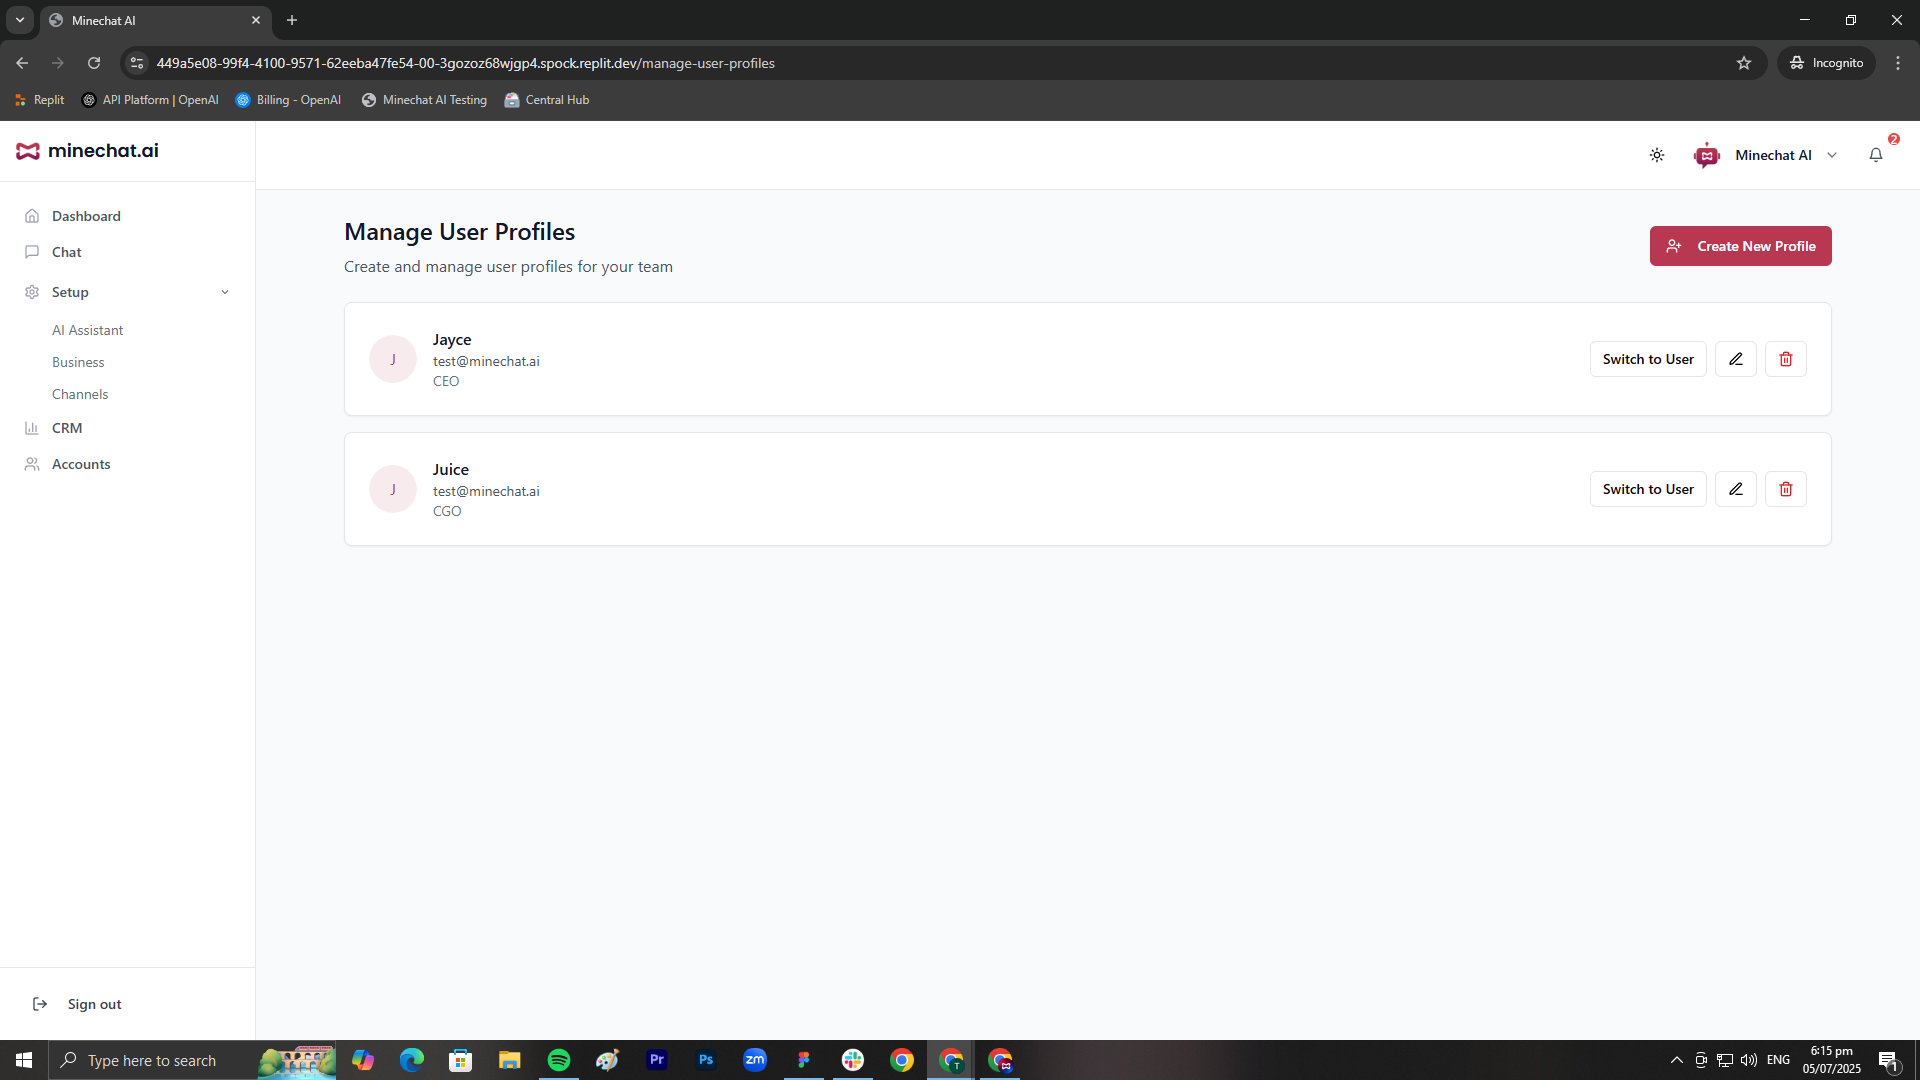 Minechat AI
449a5e08-99f4-4100-9571-62eeba47fe54-00-3gozoz68wjgp4.spock.replit.dev/manage-user-profiles
Incognito
Replit
API Platform | OpenAI
Billing - OpenAI
Minechat AI Testing
Central Hub
minechat.ai
Minechat AI
2
Dashboard
Chat
Setup
AI Assistant
Business
Channels
CRM
Accounts
Sign out
Manage User Profiles
Create and manage user profiles for your team
Create New Profile
J
Jayce
test@minechat.ai
CEO
Switch to User
J
Juice
test@minechat.ai
CGO
Switch to User
Type here to search
Pr
Ps
zm
T
ENG
6:15 pm
05/07/2025
1